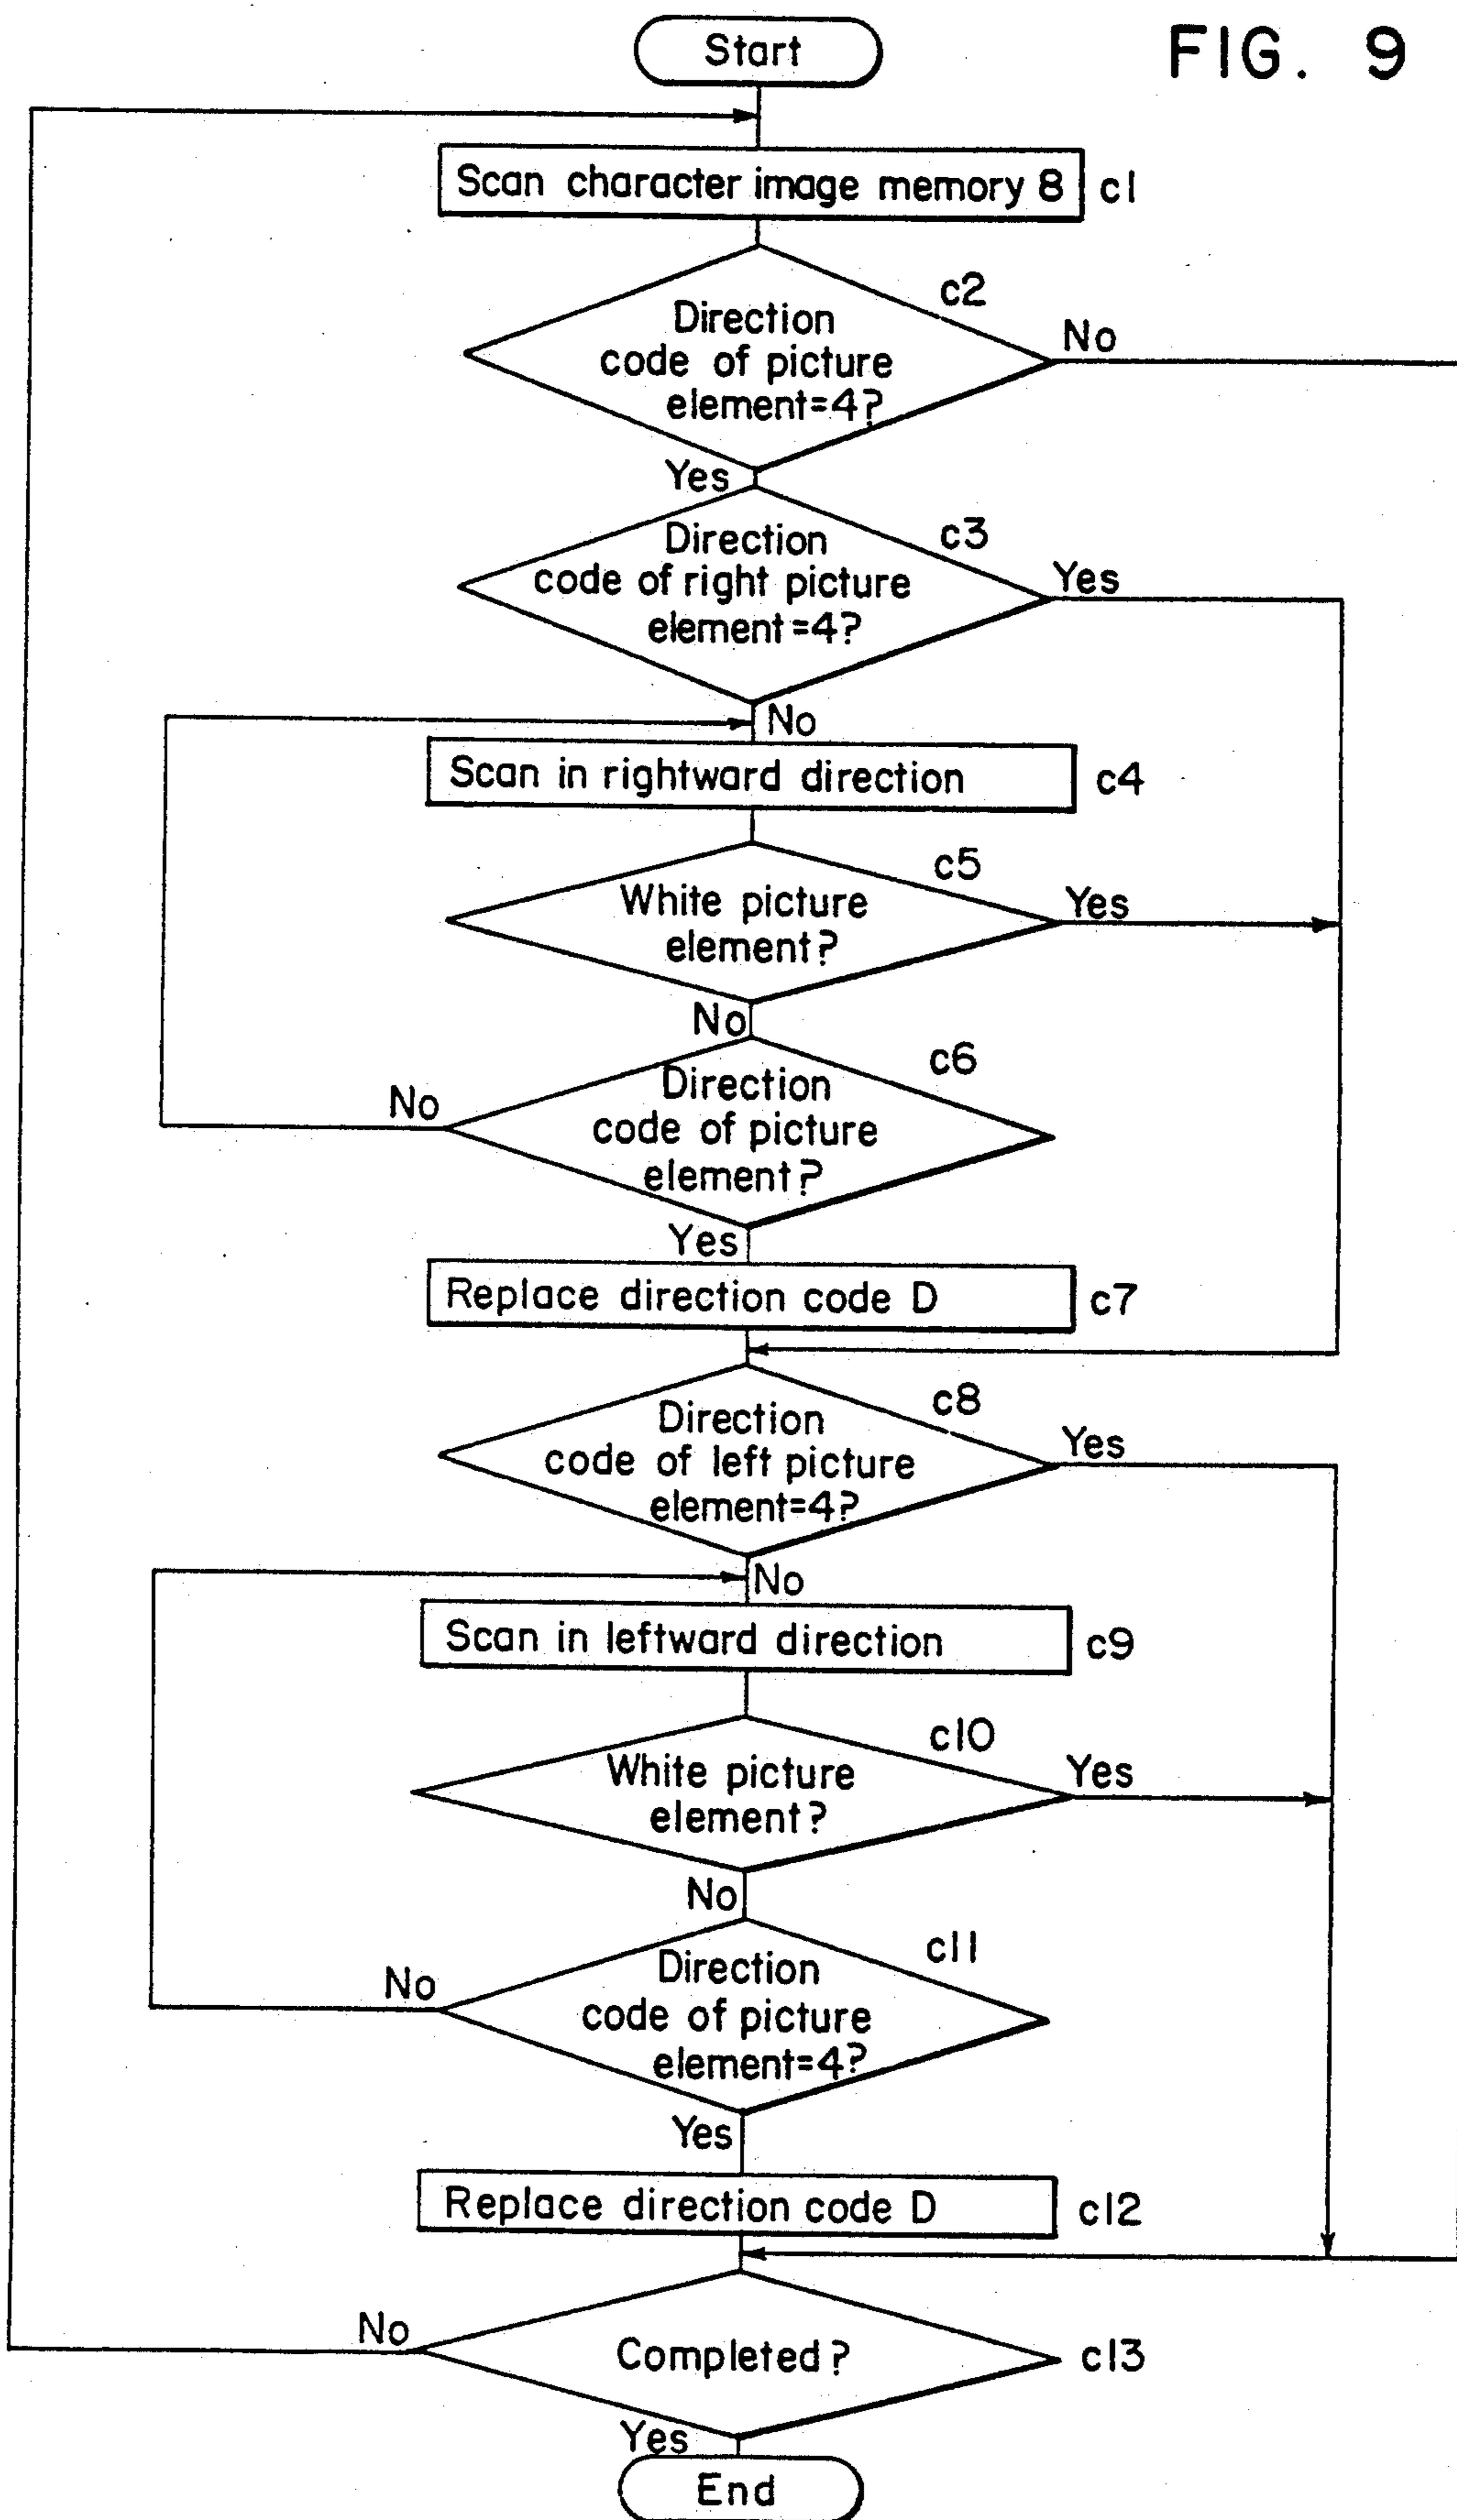 FIG. 9
Start
Scan character image memory 8
c1
c2
Direction
code of picture
element=4?
No
Yes
c3
Direction
code of right picture
element=4?
Yes
No
Scan in rightward direction
c4
c5
White picture
element?
Yes
No
c6
Direction
code of picture
element?
No
Yes
Replace direction code D
c7
c8
Direction
code of left picture
element=4?
Yes
No
Scan in leftward direction
c9
c10
White picture
element?
Yes
No
c11
Direction
code of picture
element=4?
No
Yes
Replace direction code D
c12
No
Completed?
c13
Yes
End